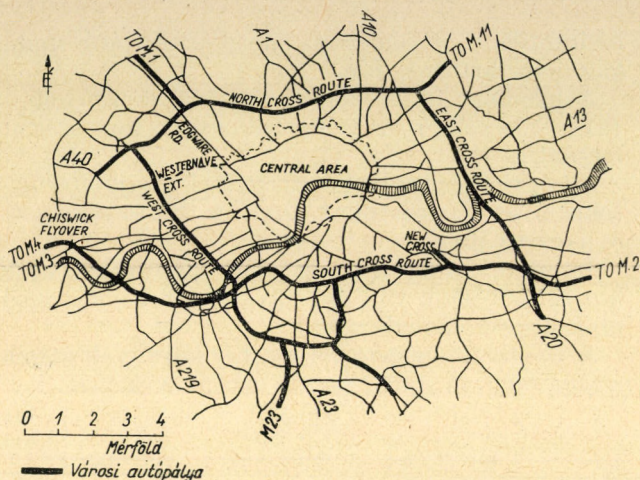 TO M.1
A1
A10
TO M.11
É
NORTH CROSS ROUTE
EDGWARE
RD.
EAST CROSS ROUTE
A13
A40
WESTERNAVE
EXT.
CENTRAL AREA
WEST CROSS ROUTE
CHISWICK
FLYOVER
TO M4
TO M.3
NEW
CROSS
SOUTH CROSS ROUTE
TO M.2
A20
A219
A23
M23
0 1 2 3 4
Mérföld
Városi autópálya